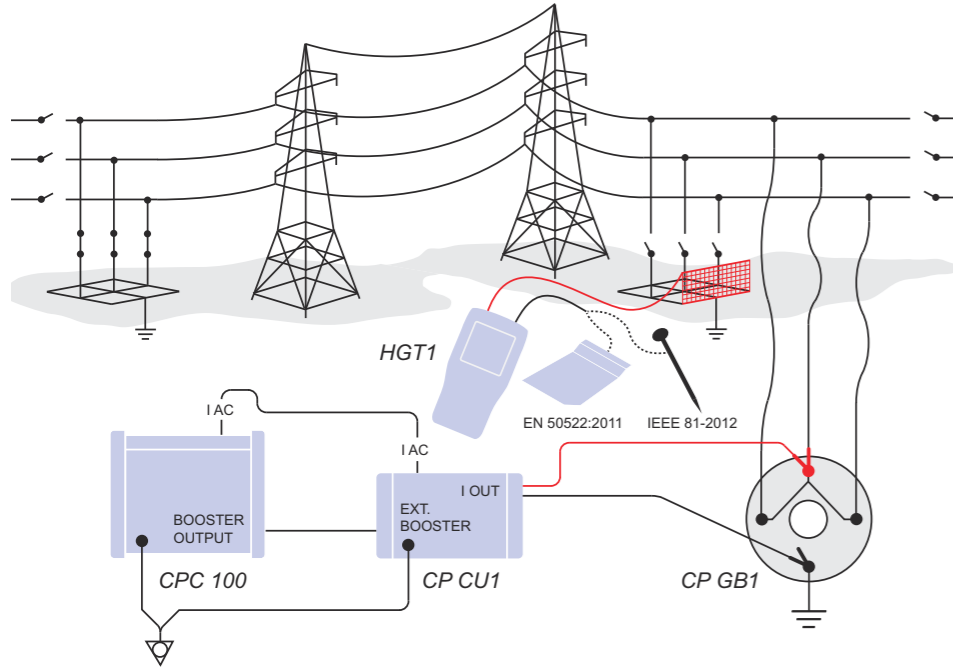 HGT1
EN 50522:2011
IEEE 81-2012
I AC
I AC
I OUT
EXT.
BOOSTER
BOOSTER
OUTPUT
CPC 100
CP CU1
CP GB1